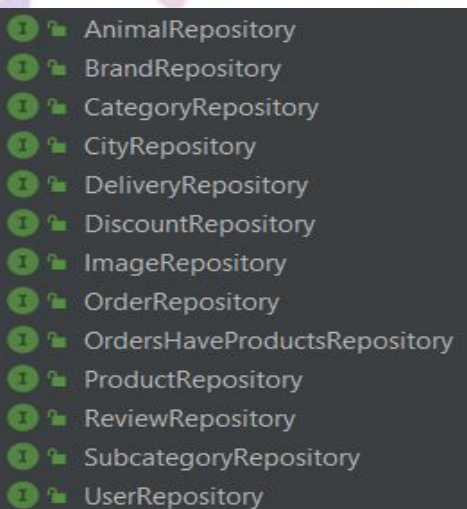 I AnimalRepository
I BrandRepository
I CategoryRepository
I CityRepository
I DeliveryRepository
I DiscountRepository
I ImageRepository
I OrderRepository
I OrdersHaveProductsRepository
I ProductRepository
I ReviewRepository
I SubcategoryRepository
I UserRepository